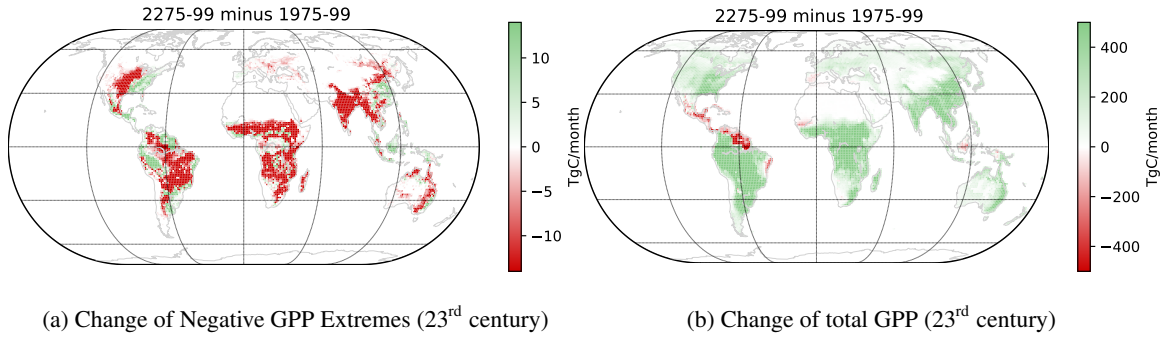 2275-99 minus 1975-99
10
5
0
−5
−10
TgC/month
(a) Change of Negative GPP Extremes (23rd century)
2275-99 minus 1975-99
400
200
0
−200
−400
TgC/month
(b) Change of total GPP (23rd century)